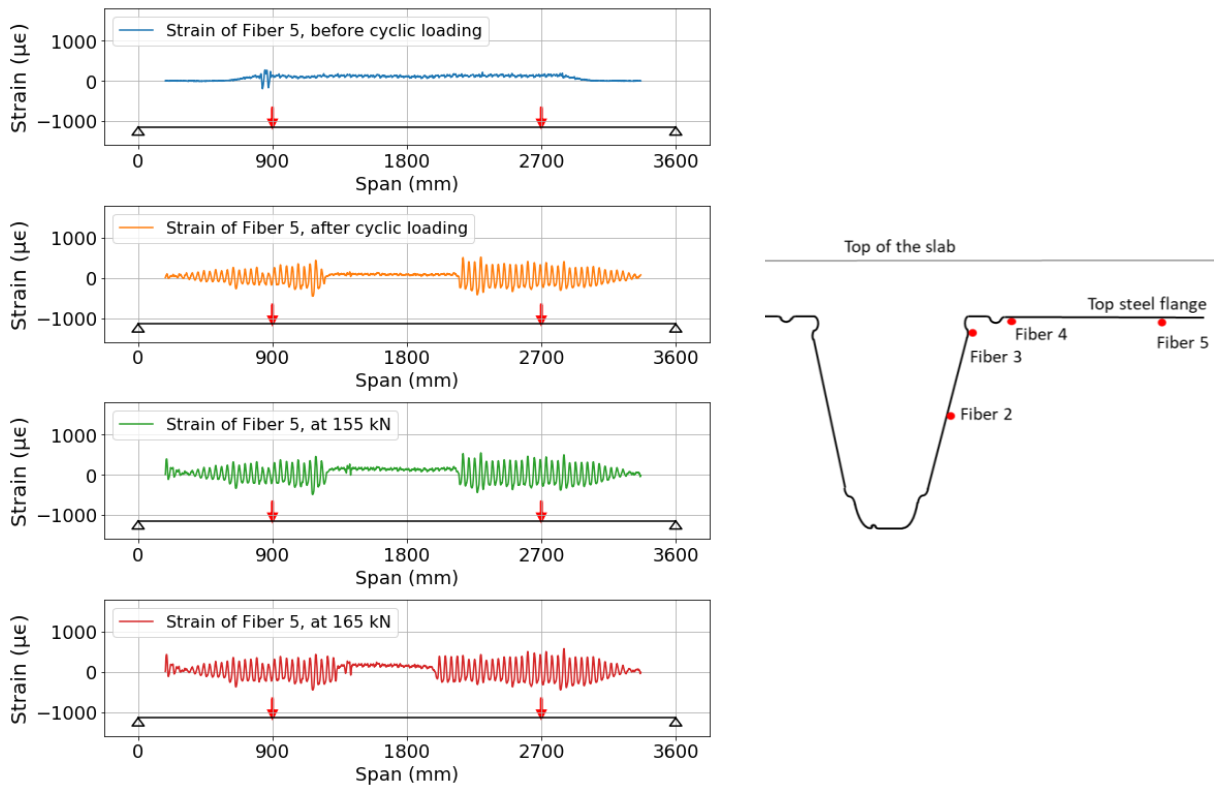 Strain (με)
1000
0
−1000
Strain of Fiber 5, before cyclic loading
0 900 1800 2700 3600
Span (mm)
Strain (με)
1000
0
−1000
Strain of Fiber 5, after cyclic loading
0 900 1800 2700 3600
Span (mm)
Strain (με)
1000
0
−1000
Strain of Fiber 5, at 155 kN
0 900 1800 2700 3600
Span (mm)
Strain (με)
1000
0
−1000
Strain of Fiber 5, at 165 kN
0 900 1800 2700 3600
Span (mm)
Top of the slab
Top steel flange
Fiber 4
Fiber 5
Fiber 3
Fiber 2